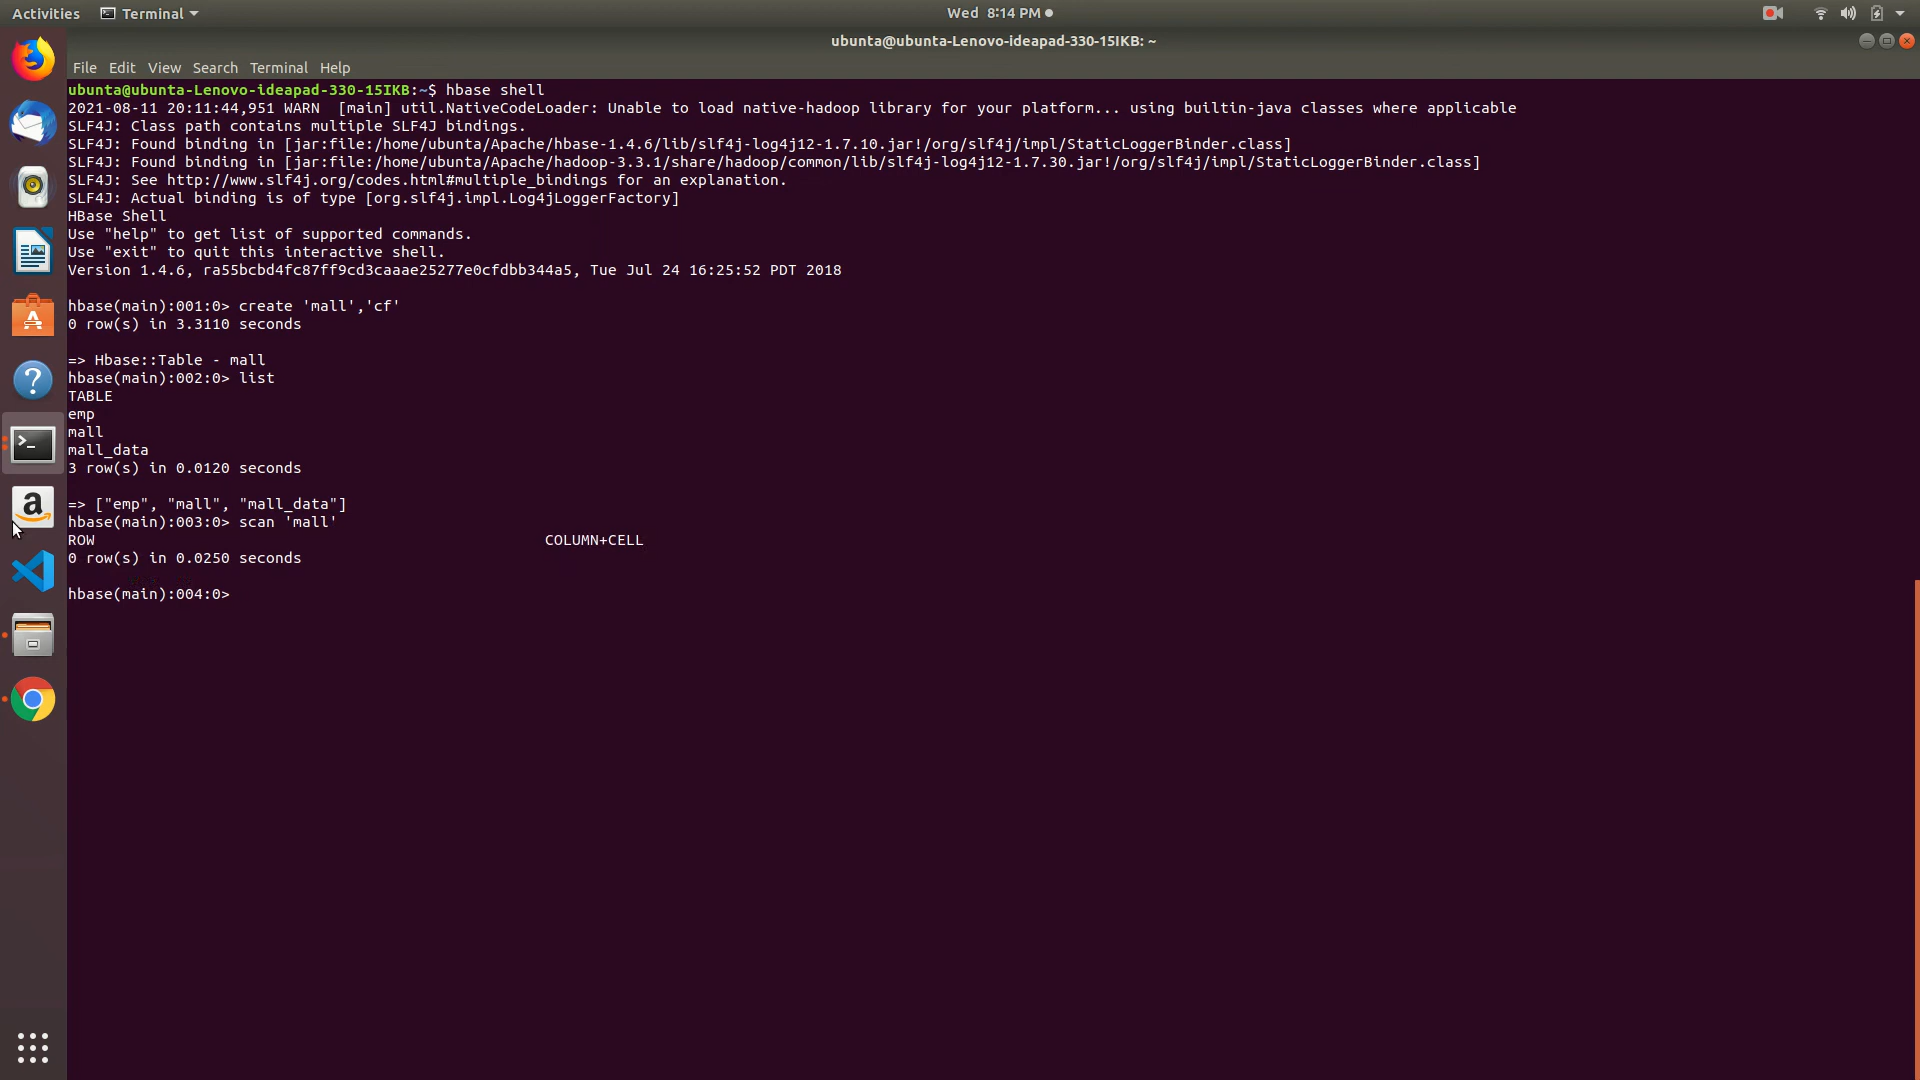 Activities Terminal Wed 8:14 PM
ubunta@ubunta-Lenovo-ideapad-330-15IKB: ~
File Edit View Search Terminal Help
ubunta@ubunta-Lenovo-ideapad-330-15IKB:~$ hbase shell
2021-08-11 20:11:44,951 WARN  [main] util.NativeCodeLoader: Unable to load native-hadoop library for your platform... using builtin-java classes where applicable
SLF4J: Class path contains multiple SLF4J bindings.
SLF4J: Found binding in [jar:file:/home/ubunta/Apache/hbase-1.4.6/lib/slf4j-log4j12-1.7.10.jar!/org/slf4j/impl/StaticLoggerBinder.class]
SLF4J: Found binding in [jar:file:/home/ubunta/Apache/hadoop-3.3.1/share/hadoop/common/lib/slf4j-log4j12-1.7.30.jar!/org/slf4j/impl/StaticLoggerBinder.class]
SLF4J: See http://www.slf4j.org/codes.html#multiple_bindings for an explanation.
SLF4J: Actual binding is of type [org.slf4j.impl.Log4jLoggerFactory]
HBase Shell
Use "help" to get list of supported commands.
Use "exit" to quit this interactive shell.
Version 1.4.6, ra55bcbd4fc87ff9cd3caaae25277e0cfdbb344a5, Tue Jul 24 16:25:52 PDT 2018
hbase(main):001:0> create 'mall','cf'
0 row(s) in 3.3110 seconds
=> Hbase::Table - mall
hbase(main):002:0> list
TABLE
emp
mall
mall_data
3 row(s) in 0.0120 seconds
=> ["emp", "mall", "mall_data"]
hbase(main):003:0> scan 'mall'
ROW COLUMN+CELL
0 row(s) in 0.0250 seconds
hbase(main):004:0>